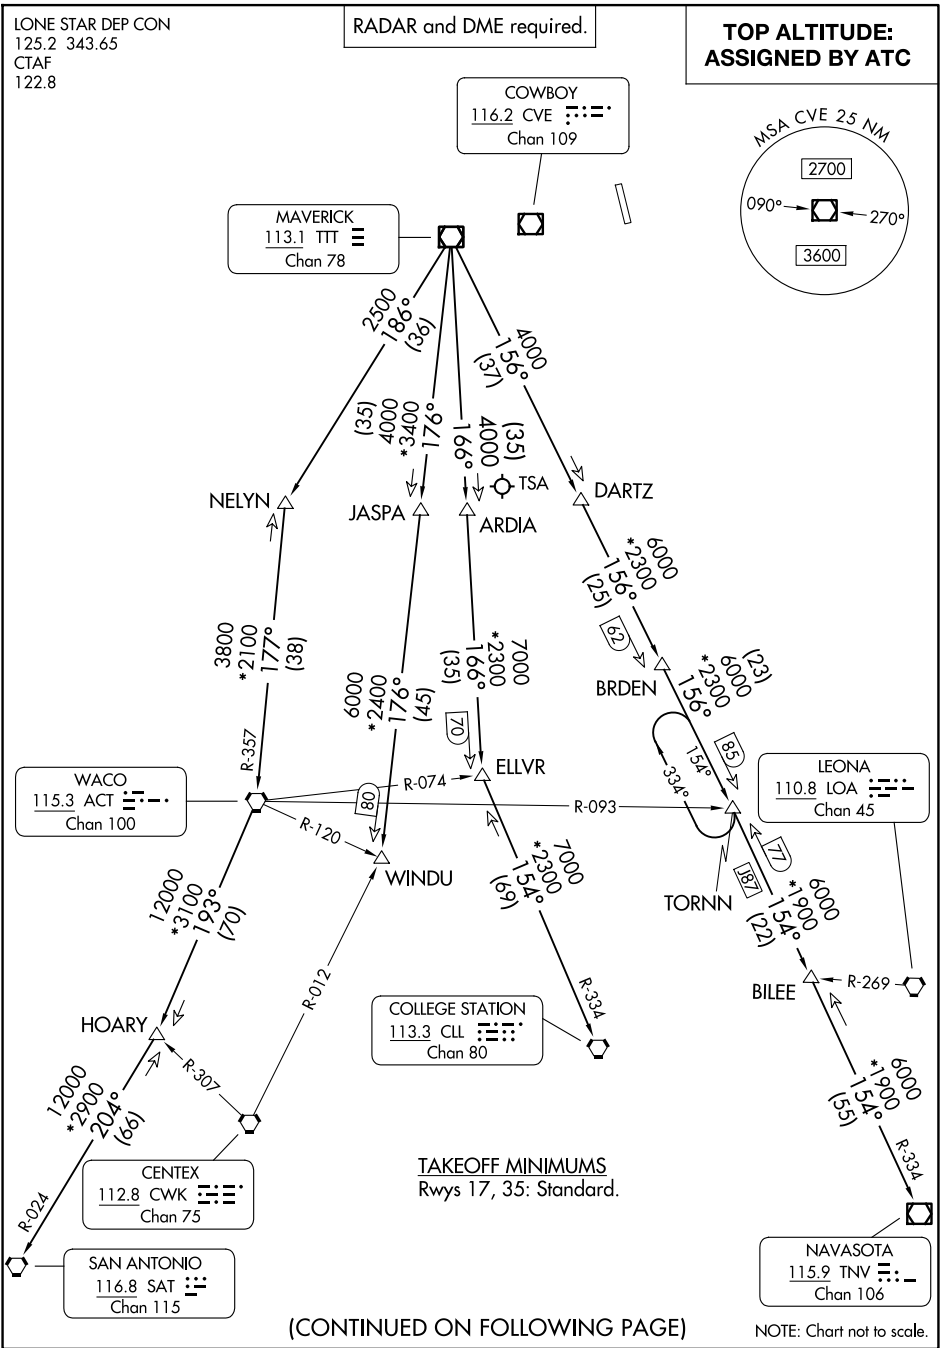 LONE STAR DEP CON
125.2 343.65
CTAF
122.8
RADAR and DME required.
TOP ALTITUDE:
ASSIGNED BY ATC
COWBOY
116.2 CVE
Chan 109
MSA CVE 25 NM
2700
090°
270°
3600
MAVERICK
113.1 TTT
Chan 78
2500
186°
(36)
(35)
4000
*3400
176°
(35)
4000
166°
4000
156°
(37)
TSA
NELYN
JASPA
ARDIA
DARTZ
6000
*2300
156°
(25)
62
BRDEN
(23)
6000
*2300
156°
3800
*2100
177°
(38)
6000
*2400
176°
(45)
7000
*2300
166°
(35)
70
ELLVR
154°
334°
85
R-357
WACO
115.3 ACT
Chan 100
R-074
R-093
R-120
80
WINDU
LEONA
110.8 LOA
Chan 45
TORNN
77
J87
6000
*1900
154°
(22)
BILEE
R-269
12000
*3100
193°
(70)
7000
*2300
154°
(69)
R-334
R-012
HOARY
R-307
COLLEGE STATION
113.3 CLL
Chan 80
12000
*2900
204°
(66)
R-024
6000
*1900
154°
(55)
R-334
CENTEX
112.8 CWK
Chan 75
TAKEOFF MINIMUMS
Rwys 17, 35: Standard.
SAN ANTONIO
116.8 SAT
Chan 115
NAVASOTA
115.9 TNV
Chan 106
(CONTINUED ON FOLLOWING PAGE)
NOTE: Chart not to scale.